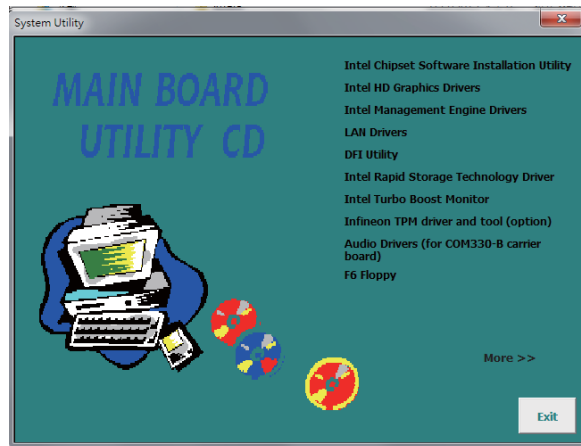 System Utility
MAIN BOARD
UTILITY CD
Intel Chipset Software Installation Utility
Intel HD Graphics Drivers
Intel Management Engine Drivers
LAN Drivers
DFI Utility
Intel Rapid Storage Technology Driver
Intel Turbo Boost Monitor
Infineon TPM driver and tool (option)
Audio Drivers (for COM330-B carrier
board)
F6 Floppy
More >>
Exit